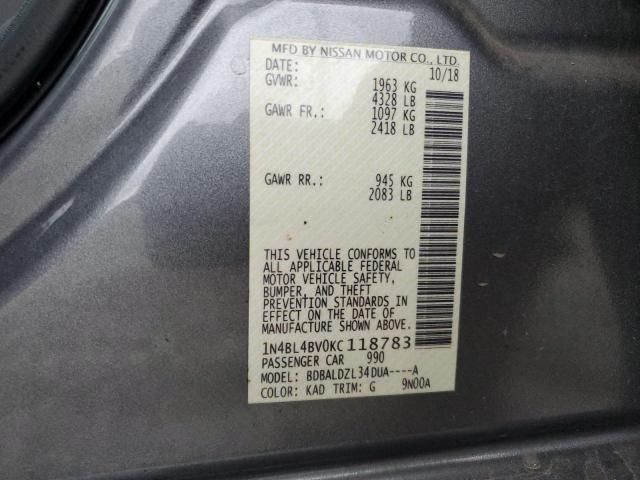 MFD BY NISSAN MOTOR CO., LTD.
DATE: 10/18
GVWR: 1963 KG
4328 LB
GAWR FR.: 1097 KG
2418 LB
GAWR RR.: 945 KG
2083 LB
THIS VEHICLE CONFORMS TO
ALL APPLICABLE FEDERAL
MOTOR VEHICLE SAFETY,
BUMPER, AND THEFT
PREVENTION STANDARDS IN
EFFECT ON THE DATE OF
MANUFACTURE SHOWN ABOVE.
1N4BL4BV0KC118783
PASSENGER CAR 990
MODEL: BDBALDZL34DUA----A
COLOR: KAD TRIM: G 9N00A